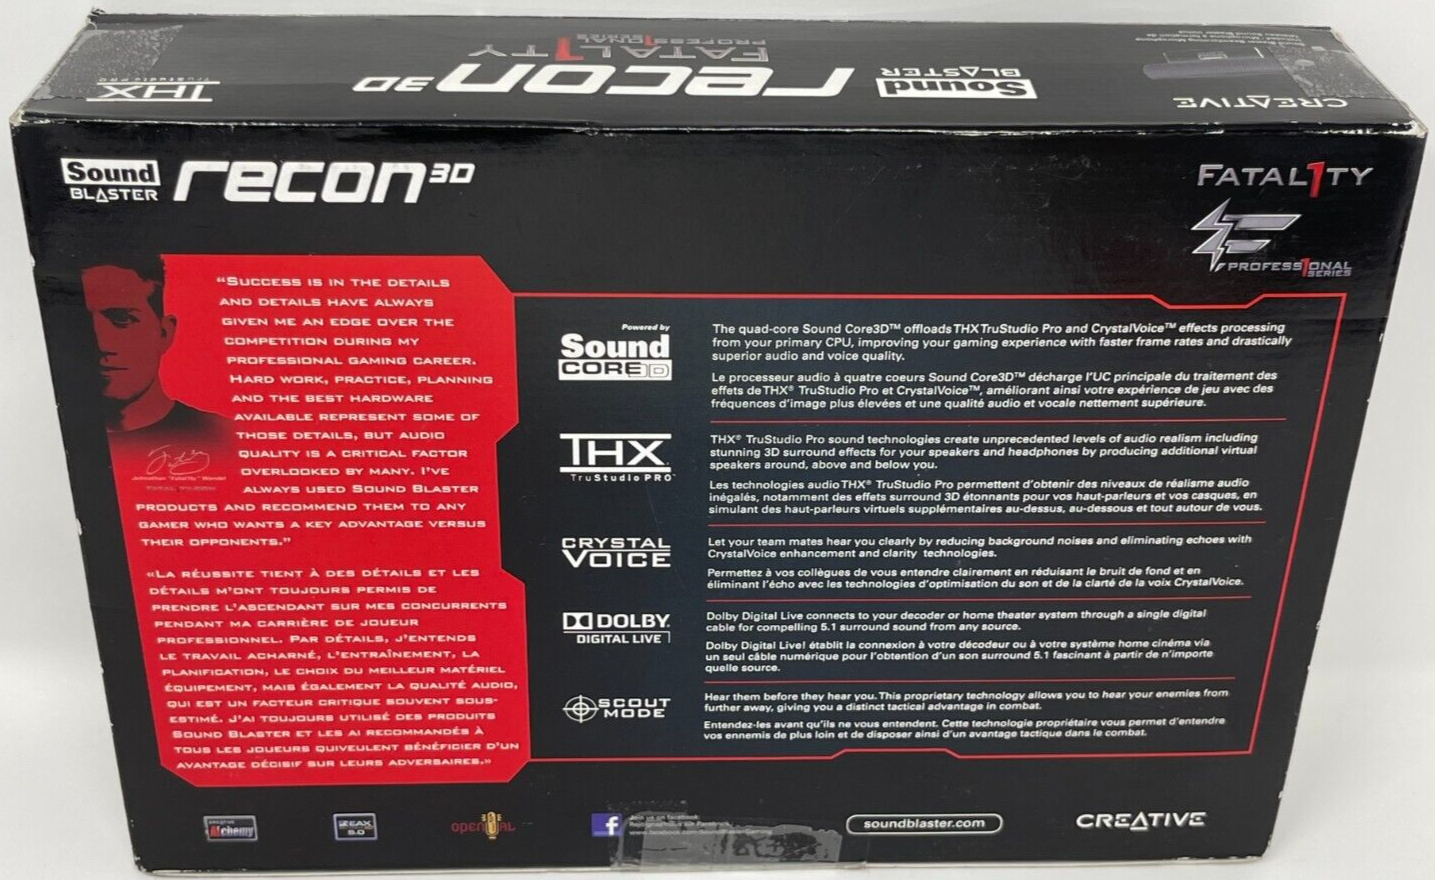 CREATIVE
Sound
BLASTER
recon3D
FATAL1TY
PROFESS1ONAL
THX
TruStudio PRO
Sound
BLASTER
recon3D
FATAL1TY
PROFESS1ONAL
SERIES
“SUCCESS IS IN THE DETAILS
AND DETAILS HAVE ALWAYS
GIVEN ME AN EDGE OVER THE
COMPETITION DURING MY
PROFESSIONAL GAMING CAREER.
HARD WORK, PRACTICE, PLANNING
AND THE BEST HARDWARE
AVAILABLE REPRESENT SOME OF
THOSE DETAILS, BUT AUDIO
QUALITY IS A CRITICAL FACTOR
OVERLOOKED BY MANY. I'VE
ALWAYS USED SOUND BLASTER
PRODUCTS AND RECOMMEND THEM TO ANY
GAMER WHO WANTS A KEY ADVANTAGE VERSUS
THEIR OPPONENTS.”
Johnathan "Fatal1ty" Wendel
«LA RÉUSSITE TIENT À DES DÉTAILS ET LES
DÉTAILS M'ONT TOUJOURS PERMIS DE
PRENDRE L'ASCENDANT SUR MES CONCURRENTS
PENDANT MA CARRIÈRE DE JOUEUR
PROFESSIONNEL. PAR DÉTAILS, J'ENTENDS
LE TRAVAIL ACHARNÉ, L'ENTRAÎNEMENT, LA
PLANIFICATION, LE CHOIX DU MEILLEUR MATÉRIEL
ÉQUIPEMENT, MAIS ÉGALEMENT LA QUALITÉ AUDIO,
QUI EST UN FACTEUR CRITIQUE SOUVENT SOUS-
ESTIMÉ. J'AI TOUJOURS UTILISÉ DES PRODUITS
SOUND BLASTER ET LES AI RECOMMANDÉS À
TOUS LES JOUEURS QUIVEULENT BÉNÉFICIER D'UN
AVANTAGE DÉCISIF SUR LEURS ADVERSAIRES.»
Powered by
Sound
CORE3D
The quad-core Sound Core3D™ offloads THX TruStudio Pro and CrystalVoice™ effects processing
from your primary CPU, improving your gaming experience with faster frame rates and drastically
superior audio and voice quality.
Le processeur audio à quatre coeurs Sound Core3D™ décharge l'UC principale du traitement des
effets de THX® TruStudio Pro et CrystalVoice™, améliorant ainsi votre expérience de jeu avec des
fréquences d'image plus élevées et une qualité audio et vocale nettement supérieure.
THX
TruStudio PRO
THX® TruStudio Pro sound technologies create unprecedented levels of audio realism including
stunning 3D surround effects for your speakers and headphones by producing additional virtual
speakers around, above and below you.
Les technologies audio THX® TruStudio Pro permettent d'obtenir des niveaux de réalisme audio
inégalés, notamment des effets surround 3D étonnants pour vos haut-parleurs et vos casques, en
simulant des haut-parleurs virtuels supplémentaires au-dessus, au-dessous et tout autour de vous.
CRYSTAL
VOICE
Let your team mates hear you clearly by reducing background noises and eliminating echoes with
CrystalVoice enhancement and clarity technologies.
Permettez à vos collègues de vous entendre clairement en réduisant le bruit de fond et en
éliminant l'écho avec les technologies d'optimisation du son et de la clarté de la voix CrystalVoice.
DOLBY
DIGITAL LIVE
Dolby Digital Live connects to your decoder or home theater system through a single digital
cable for compelling 5.1 surround sound from any source.
Dolby Digital Live! établit la connexion à votre décodeur ou à votre système home cinéma via
un seul câble numérique pour l'obtention d'un son surround 5.1 fascinant à partir de n'importe
quelle source.
SCOUT
MODE
Hear them before they hear you. This proprietary technology allows you to hear your enemies from
further away, giving you a distinct tactical advantage in combat.
Entendez-les avant qu'ils ne vous entendent. Cette technologie propriétaire vous permet d'entendre
vos ennemis de plus loin et de disposer ainsi d'un avantage tactique dans le combat.
Alchemy
EAX
5.0
OpenAL
f
Join us on facebook
soundblaster.com
CREATIVE